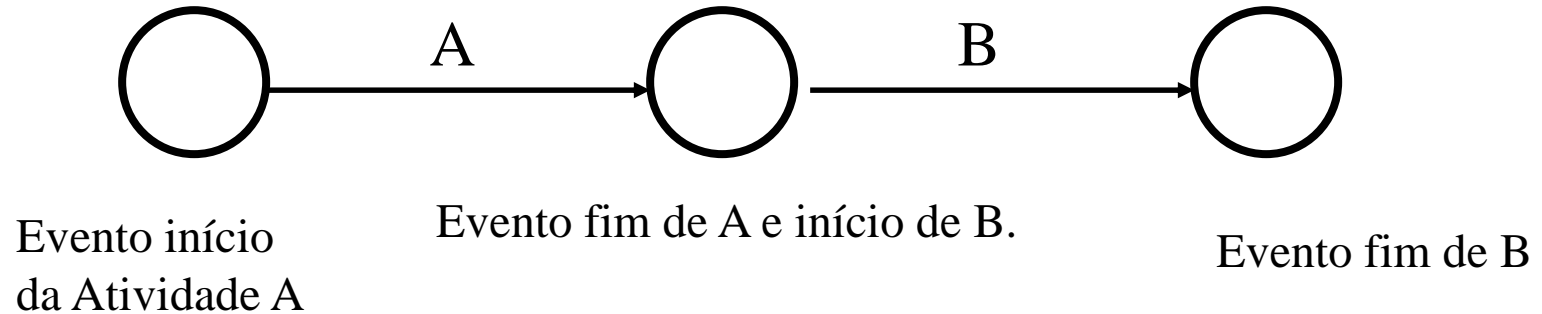 A
B
Evento início
da Atividade A
Evento fim de A e início de B.
Evento fim de B